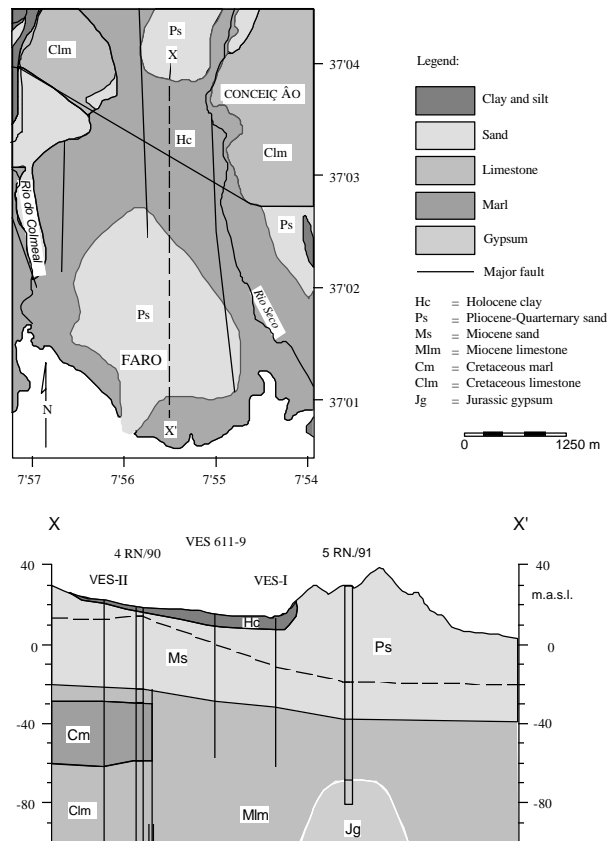 Clm
Ps
X
37'04
CONCEIÇ ÂO
Hc
Clm
37'03
Rio do Colmeal
Ps
37'02
Rio Seco
Ps
FARO
37'01
N
X'
7'57 7'56 7'55 7'54
Legend:
Clay and silt
Sand
Limestone
Marl
Gypsum
Major fault
Hc = Holocene clay
Ps = Pliocene-Quarternary sand
Ms = Miocene sand
Mlm = Miocene limestone
Cm = Cretaceous marl
Clm = Cretaceous limestone
Jg = Jurassic gypsum
0 1250 m
X X'
VES 611-9
4 RN/90 5 RN./91
40 VES-II VES-I 40
m.a.s.l.
Hc
0 Ms Ps 0
-40 -40
Cm
-80 Clm Mlm -80
Jg